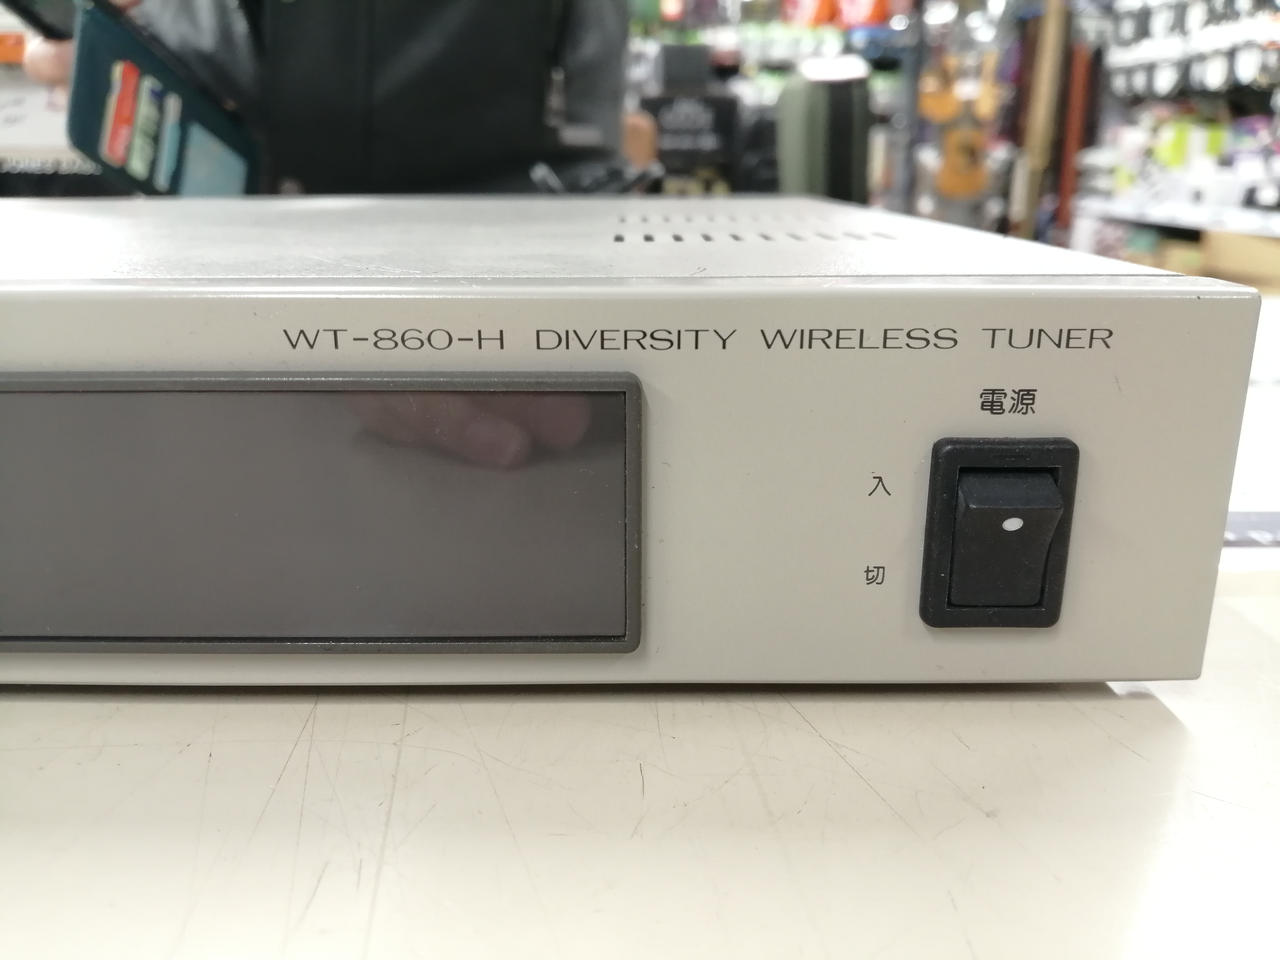 WT-860-H DIVERSITY WIRELESS TUNER
電源
入
切